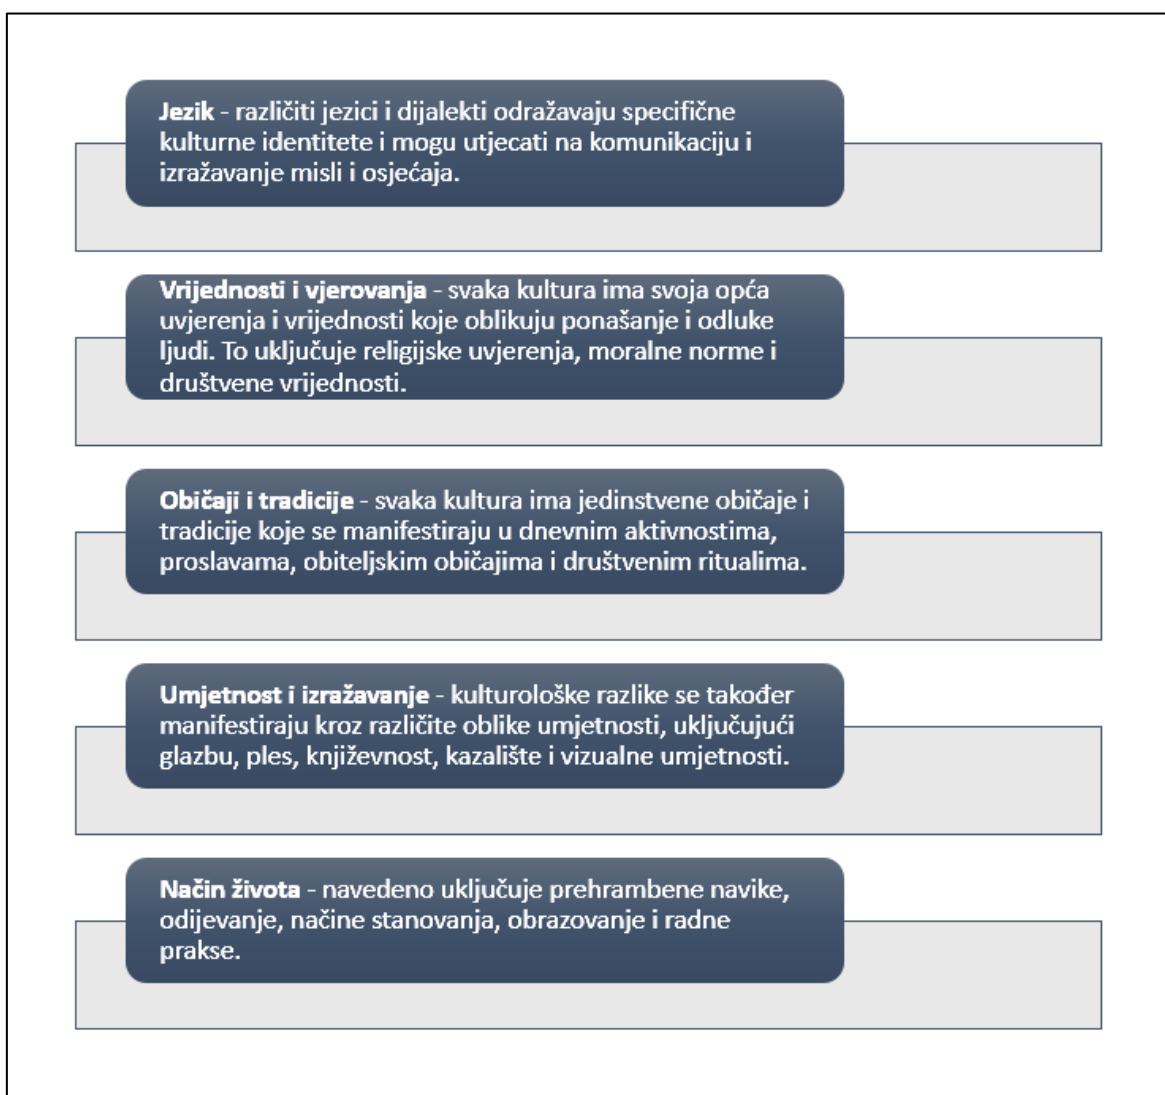 Jezik - različiti jezici i dijalekti odražavaju specifične
kulturne identitete i mogu utjecati na komunikaciju i
izražavanje misli i osjećaja.
Vrijednosti i vjerovanja - svaka kultura ima svoja opća
uvjerenja i vrijednosti koje oblikuju ponašanje i odluke
ljudi. To uključuje religijske uvjerenja, moralne norme i
društvene vrijednosti.
Običaji i tradicije - svaka kultura ima jedinstvene običaje i
tradicije koje se manifestiraju u dnevnim aktivnostima,
proslavama, obiteljskim običajima i društvenim ritualima.
Umjetnost i izražavanje - kulturološke razlike se također
manifestiraju kroz različite oblike umjetnosti, uključujući
glazbu, ples, književnost, kazalište i vizualne umjetnosti.
Način života - navedeno uključuje prehrambene navike,
odijevanje, načine stanovanja, obrazovanje i radne
prakse.